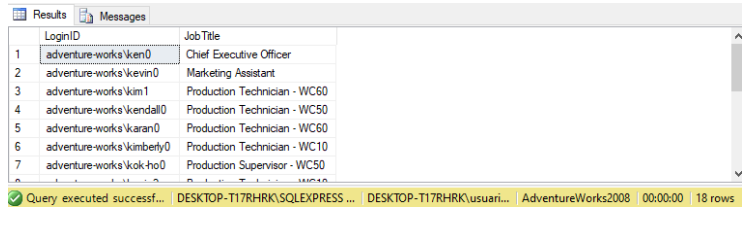 Results Messages
LoginID JobTitle
1 adventure-works\ken0 Chief Executive Officer
2 adventure-works\kevin0 Marketing Assistant
3 adventure-works\kim1 Production Technician - WC60
4 adventure-works\kendall0 Production Technician - WC50
5 adventure-works\karan0 Production Technician - WC60
6 adventure-works\kimberly0 Production Technician - WC10
7 adventure-works\kok-ho0 Production Supervisor - WC50
Query executed successf... DESKTOP-T17RHRK\SQLEXPRESS ... DESKTOP-T17RHRK\usuari... AdventureWorks2008 00:00:00 18 rows